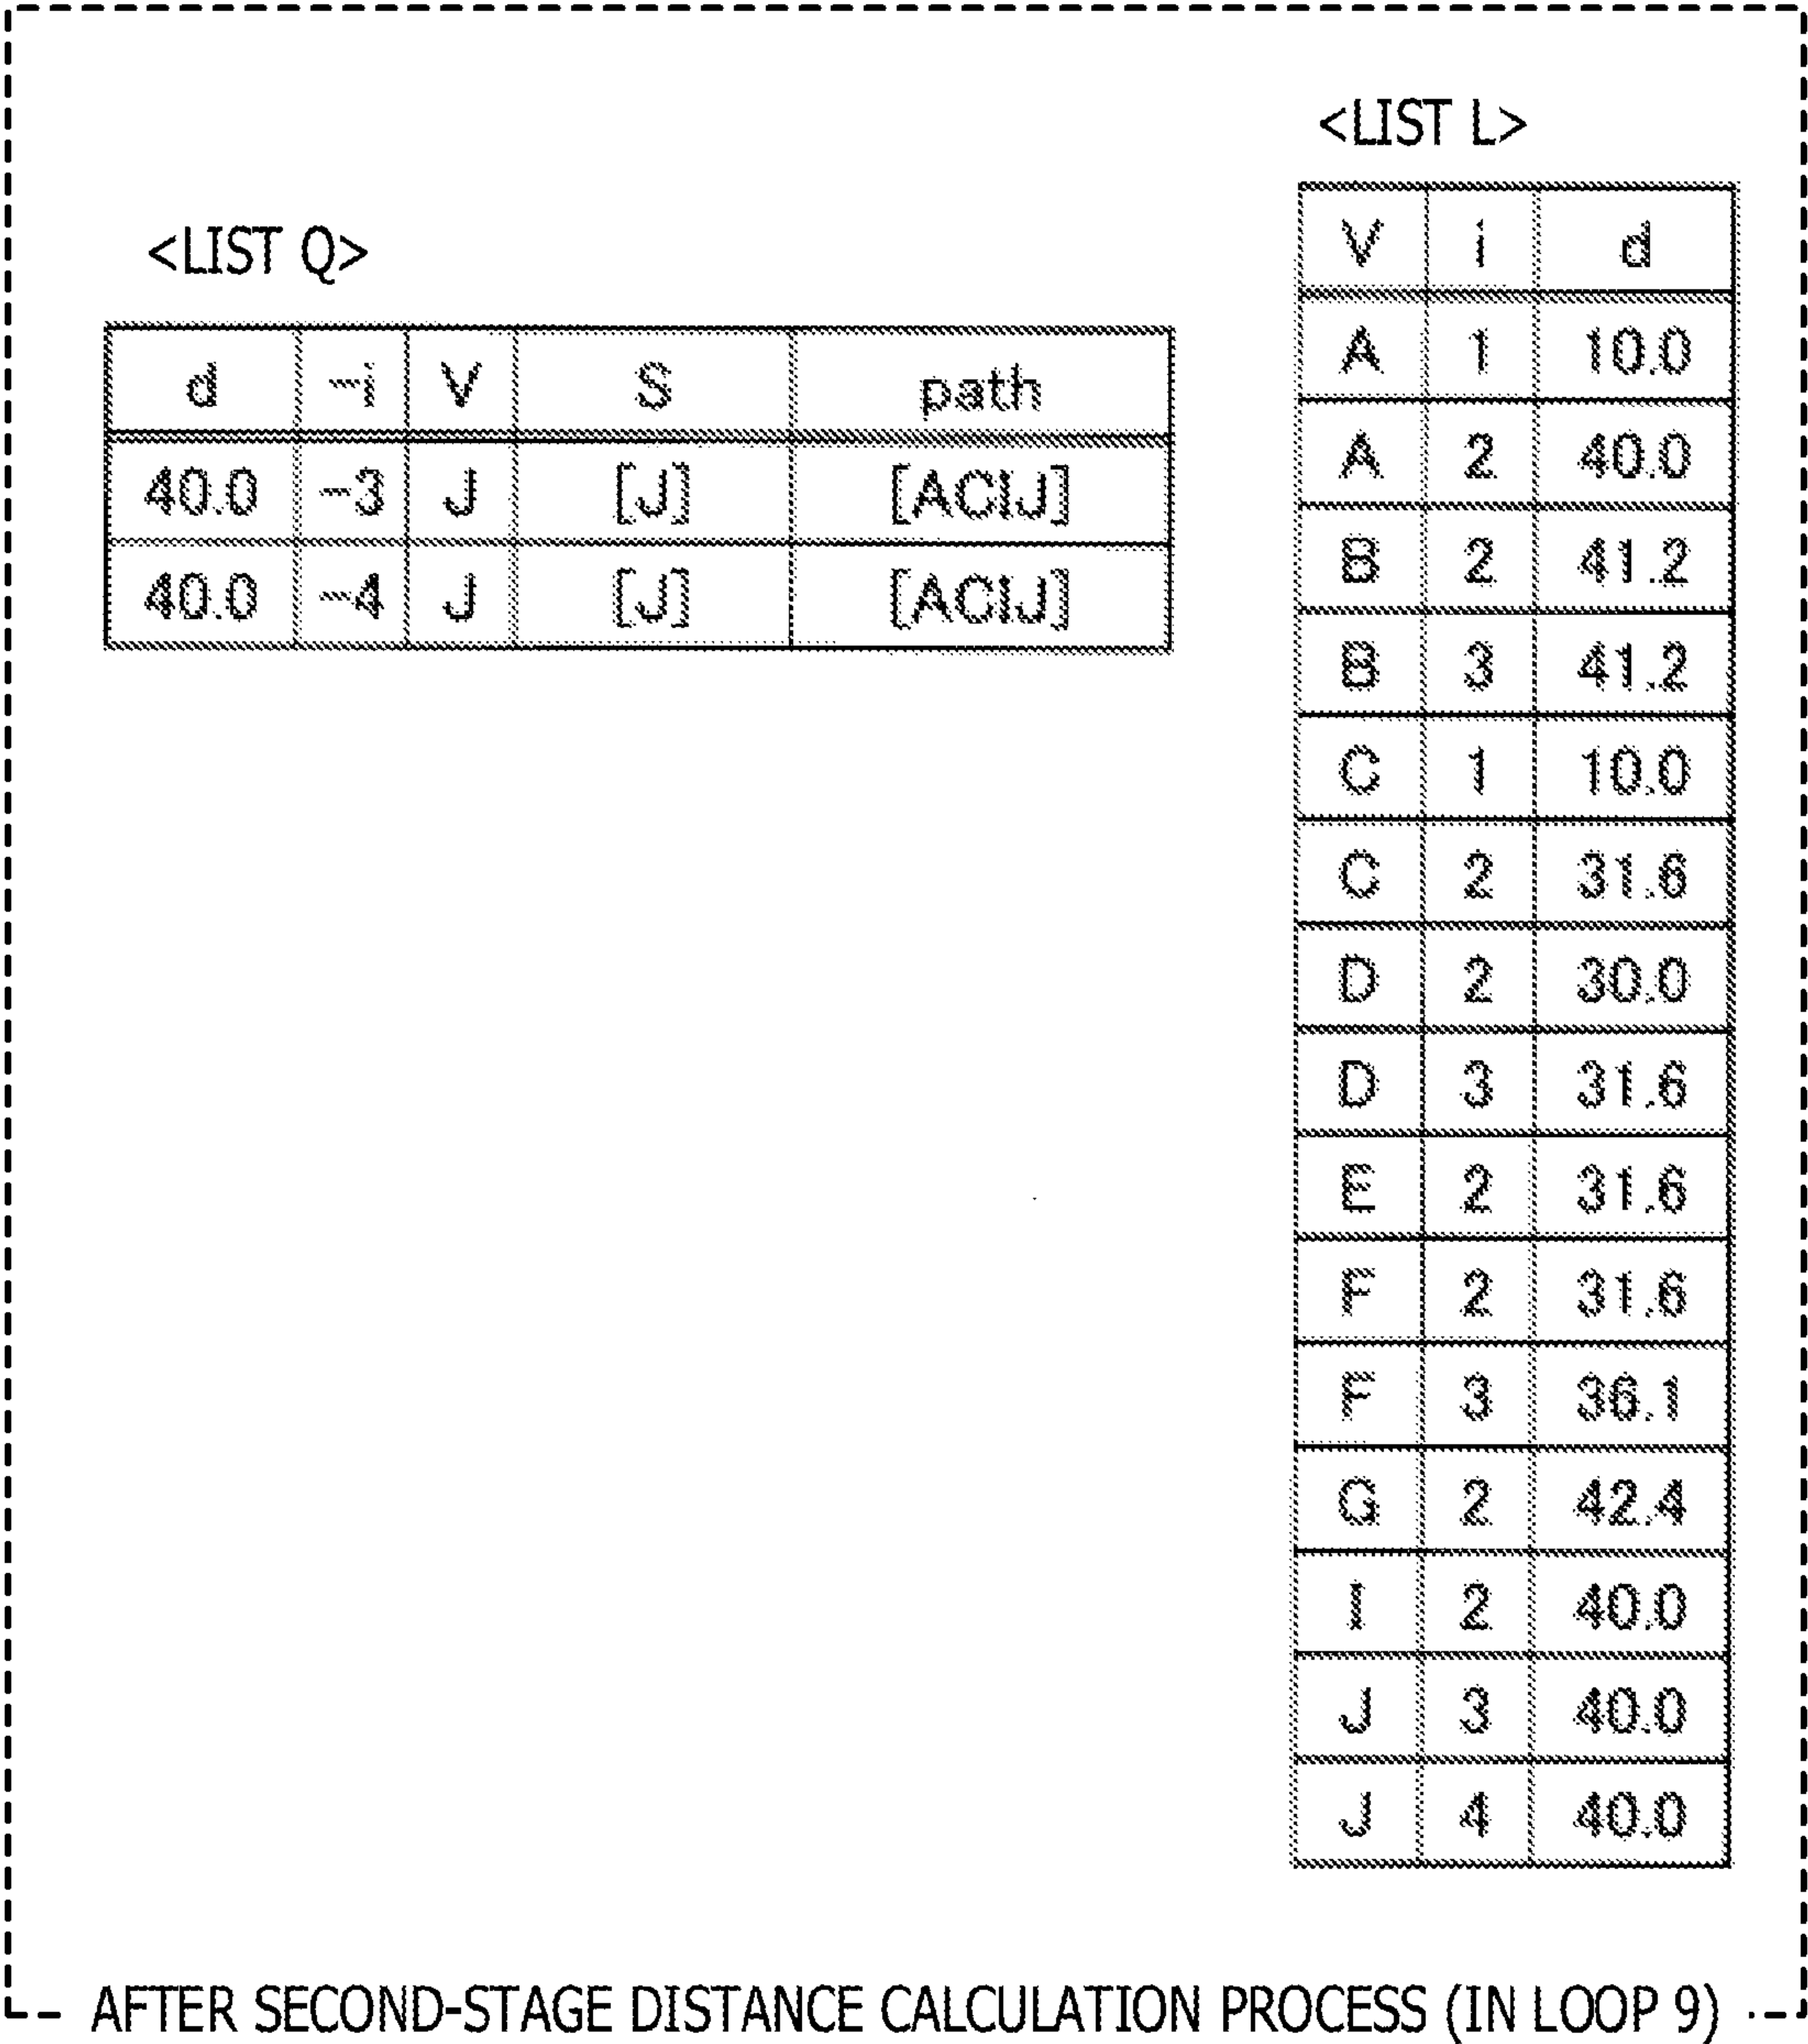 <LIST Q>
d -i V S path
40.0 -3 J [J] [ACIJ]
40.0 -4 J [J] [ACIJ]
<LIST L>
V i d
A 1 10.0
A 2 40.0
B 2 41.2
B 3 41.2
C 1 10.0
C 2 31.6
D 2 30.0
D 3 31.6
E 2 31.6
F 2 31.6
F 3 36.1
G 2 42.4
I 2 40.0
J 3 40.0
J 4 40.0
AFTER SECOND-STAGE DISTANCE CALCULATION PROCESS (IN LOOP 9)